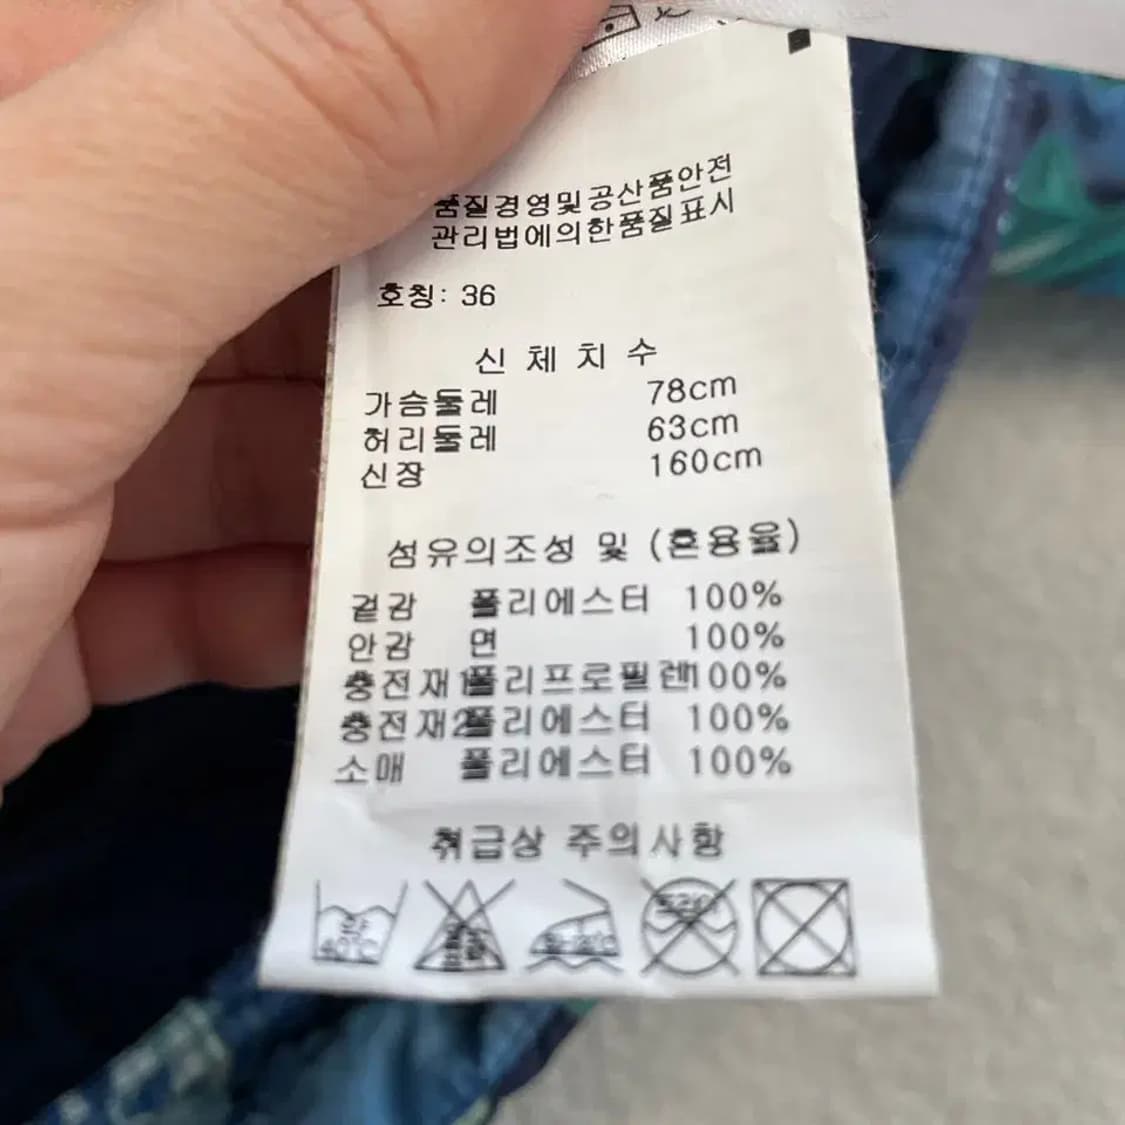 품질경영및공산품안전
관리법에의한품질표시
호칭: 36
신체치수
가슴둘레 78cm
허리둘레 63cm
신장 160cm
섬유의조성 및 (혼용율)
겉감 폴리에스터 100%
안감 면 100%
충전재1폴리프로필렌100%
충전재2폴리에스터 100%
소매 폴리에스터 100%
취급상 주의사항
40℃ 드라이